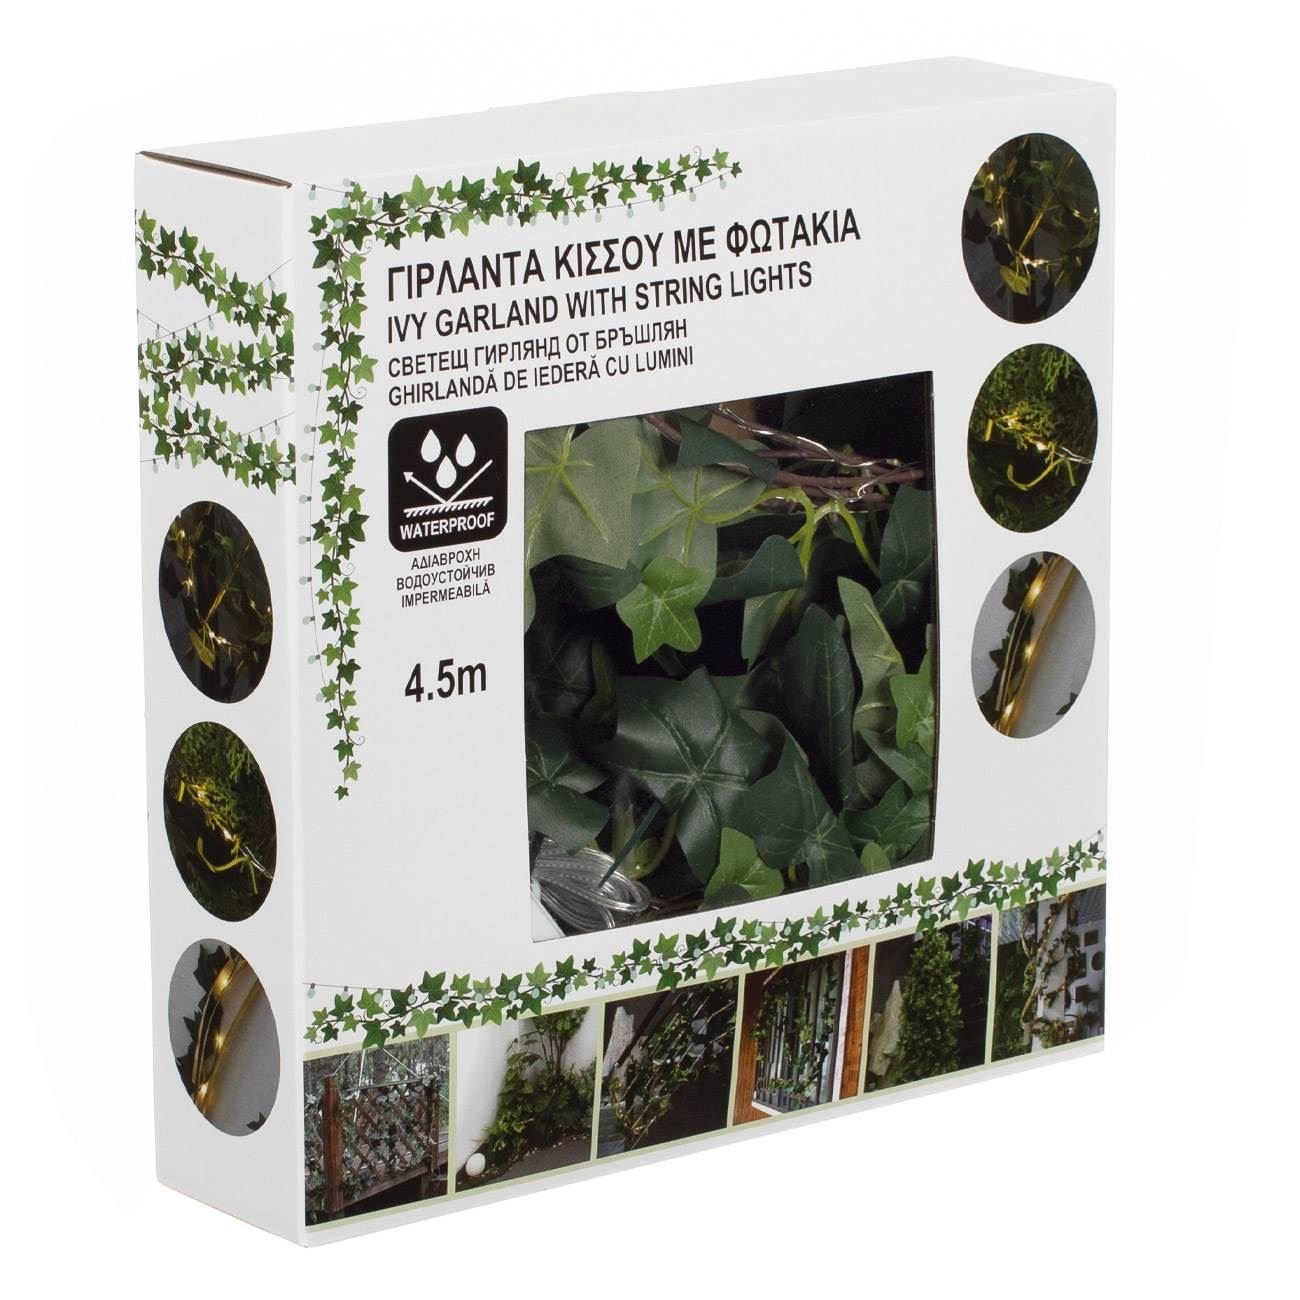 ΓΙΡΛΑΝΤΑ ΚΙΣΣΟΥ ΜΕ ΦΩΤΑΚΙΑ
IVY GARLAND WITH STRING LIGHTS
СВЕТЕЩ ГИРЛЯНД ОТ БРЪШЛЯН
GHIRLANDĂ DE IEDERĂ CU LUMINI
WATERPROOF
ΑΔΙΑΒΡΟΧΗ
ВОДОУСТОЙЧИВ
IMPERMEABILĂ
4.5m